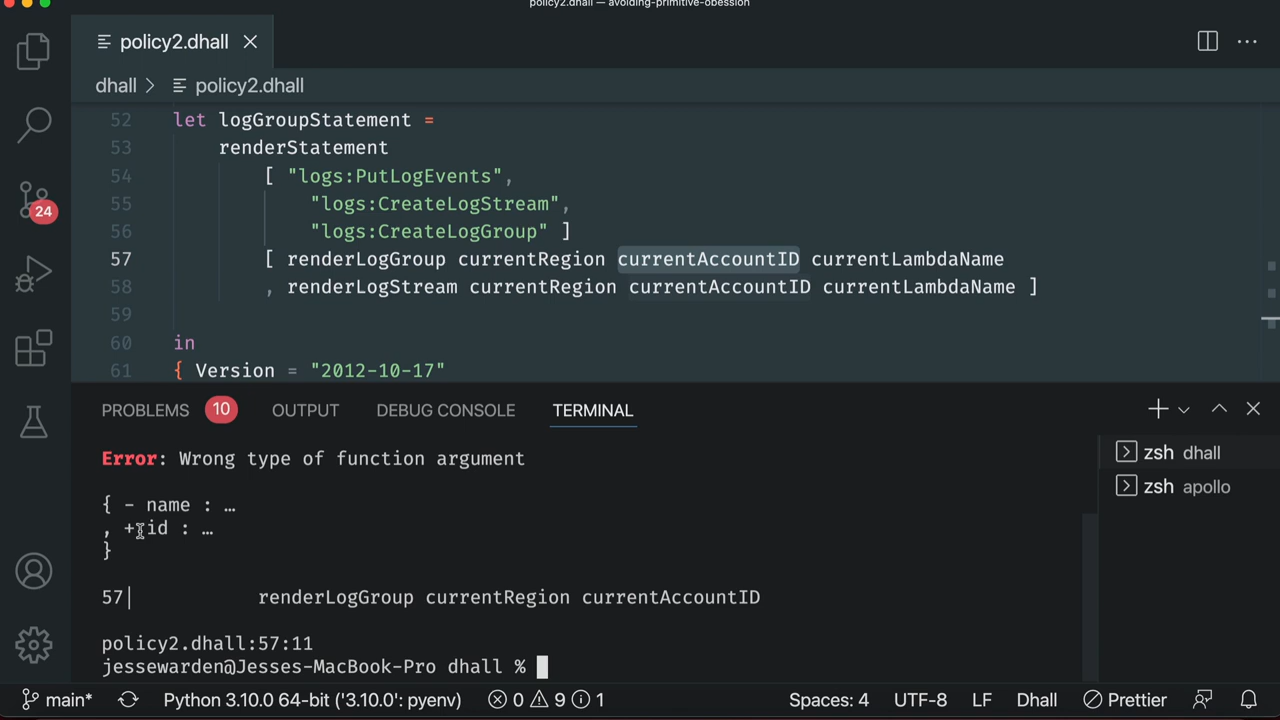 policy2.dhall — avoiding-primitive-obession
policy2.dhall
dhall > policy2.dhall
52 let logGroupStatement =
53 renderStatement
54 [ "logs:PutLogEvents",
55 "logs:CreateLogStream",
56 "logs:CreateLogGroup" ]
57 [ renderLogGroup currentRegion currentAccountID currentLambdaName
58 , renderLogStream currentRegion currentAccountID currentLambdaName ]
59
60 in
61 { Version = "2012-10-17"
24
PROBLEMS 10 OUTPUT DEBUG CONSOLE TERMINAL
Error: Wrong type of function argument
{ - name : …
, + id : …
}
57| renderLogGroup currentRegion currentAccountID
policy2.dhall:57:11
jessewarden@Jesses-MacBook-Pro dhall %
zsh dhall
zsh apollo
main* Python 3.10.0 64-bit ('3.10.0': pyenv) 0 9 1 Spaces: 4 UTF-8 LF Dhall Prettier